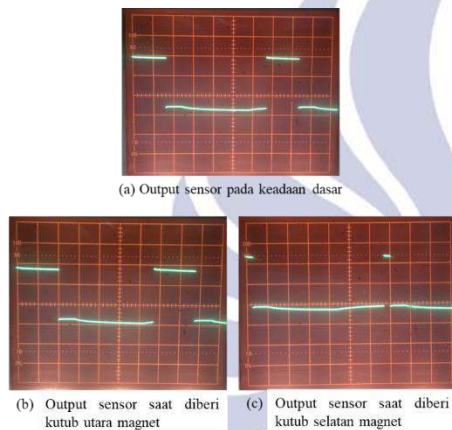 (a) Output sensor pada keadaan dasar
(b) Output sensor saat diberi
kutub utara magnet
(c) Output sensor saat diberi
kutub selatan magnet